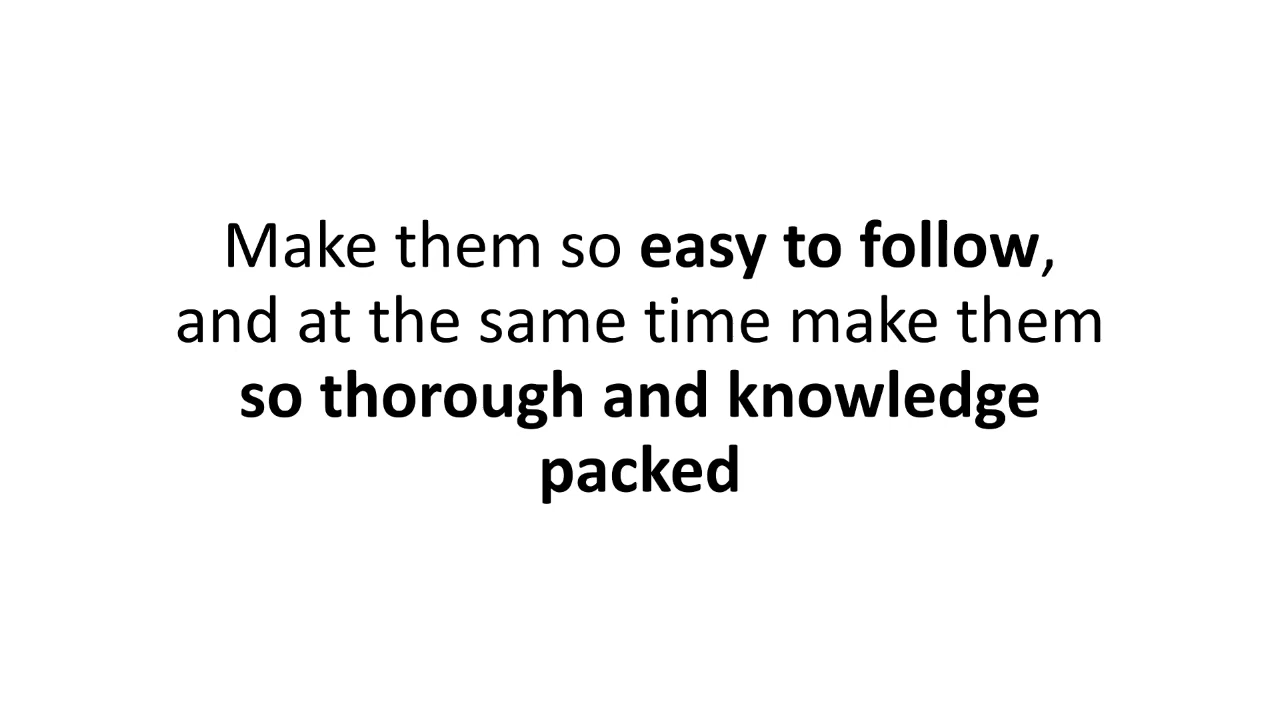 Make them so easy to follow,
and at the same time make them
so thorough and knowledge
packed